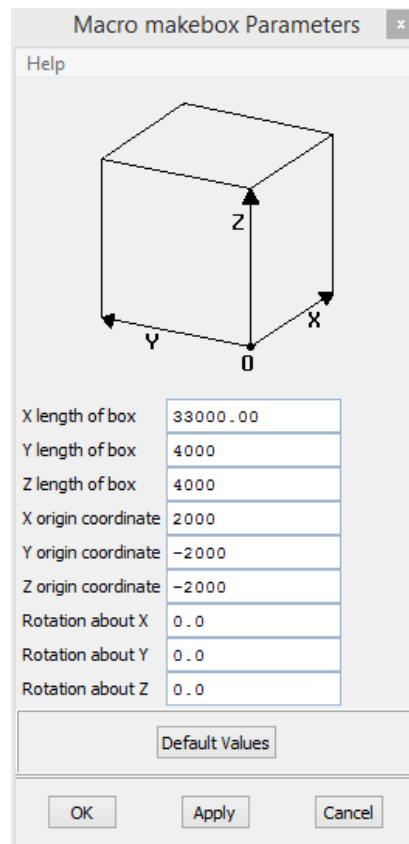 Macro makebox Parameters x
Help
Z
X
Y
0
X length of box 33000.00
Y length of box 4000
Z length of box 4000
X origin coordinate 2000
Y origin coordinate -2000
Z origin coordinate -2000
Rotation about X 0.0
Rotation about Y 0.0
Rotation about Z 0.0
Default Values
OK Apply Cancel